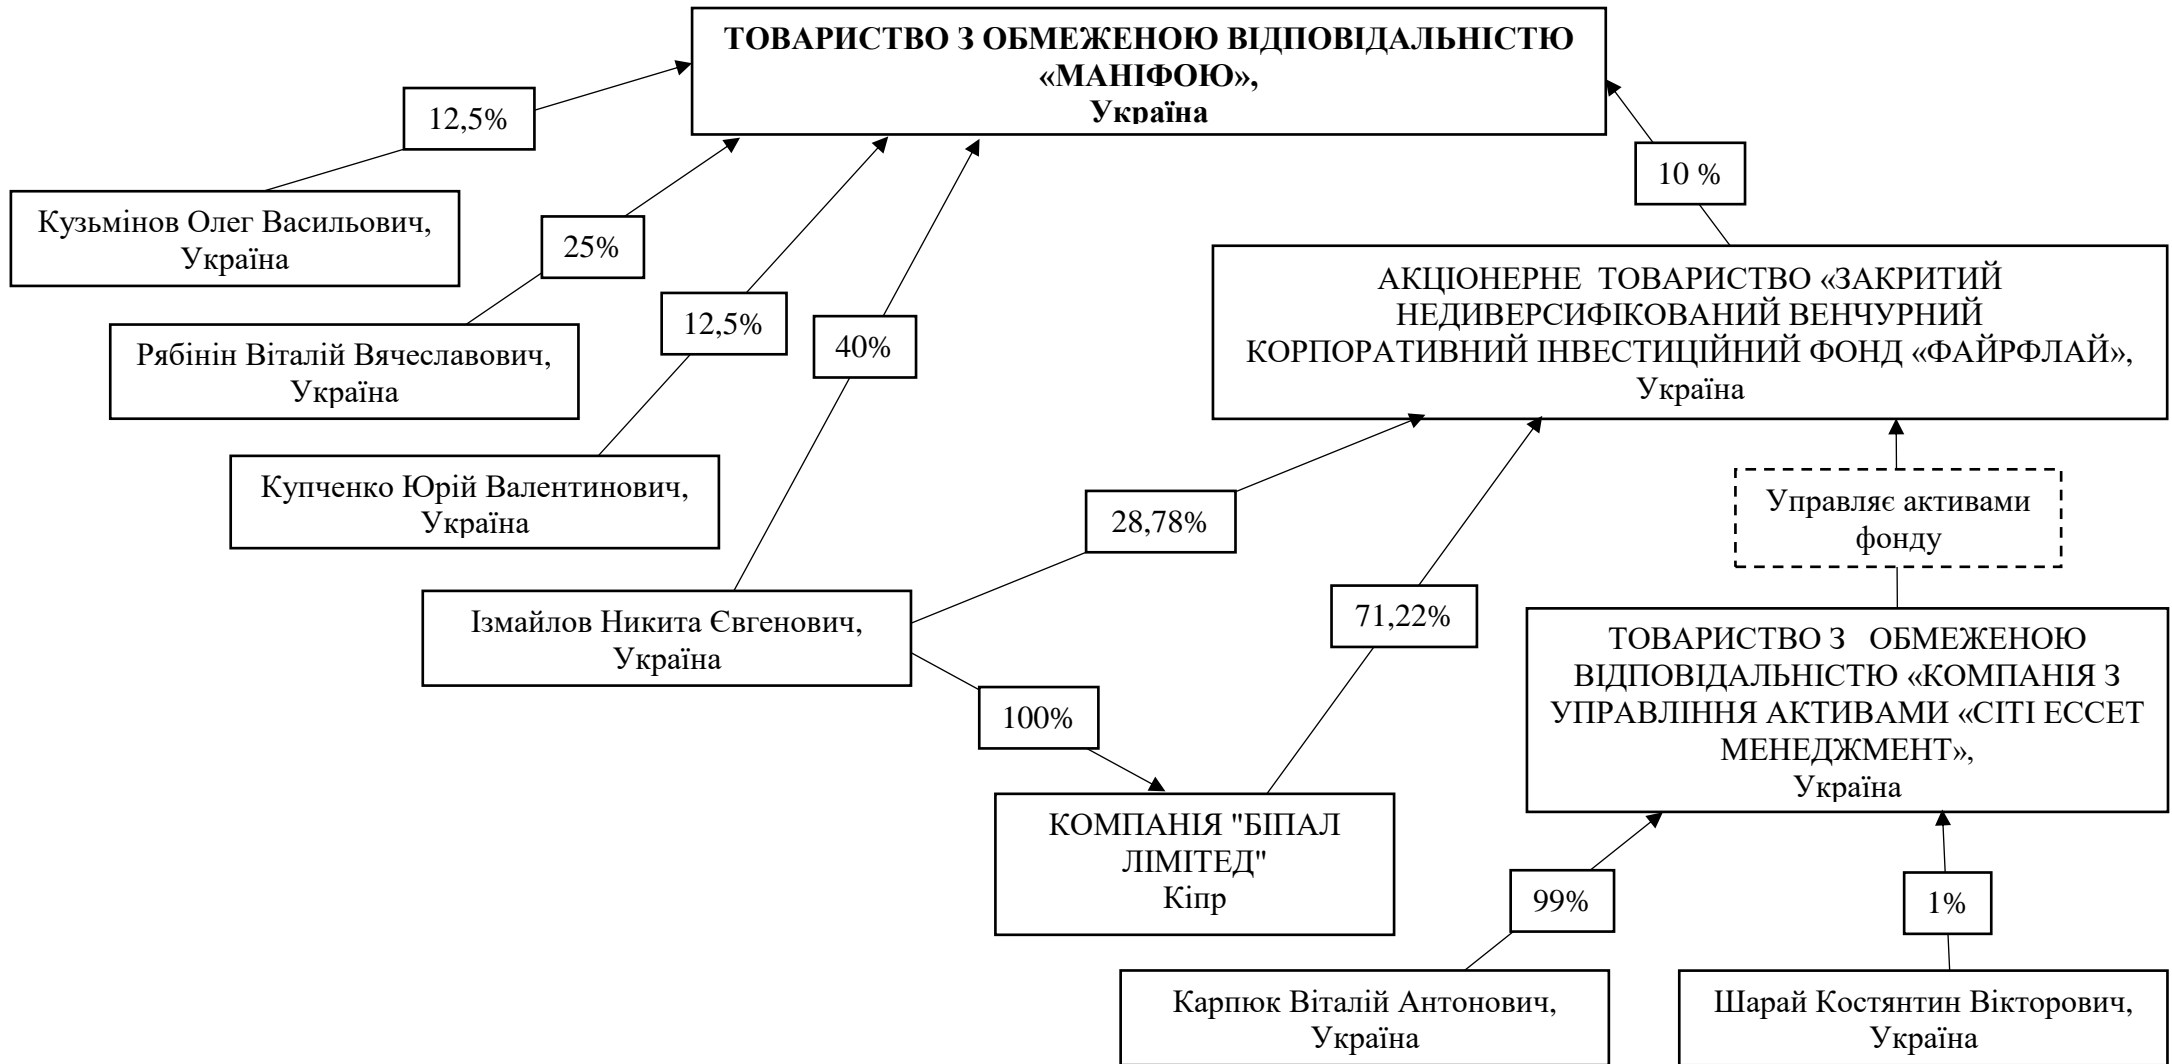 ТОВАРИСТВО З ОБМЕЖЕНОЮ ВІДПОВІДАЛЬНІСТЮ
«МАНІФОЮ»,
Україна
12,5%
10 %
Кузьмінов Олег Васильович,
Україна
25%
Рябінін Віталій Вячеславович,
Україна
12,5%
40%
АКЦІОНЕРНЕ ТОВАРИСТВО «ЗАКРИТИЙ
НЕДИВЕРСИФІКОВАНИЙ ВЕНЧУРНИЙ
КОРПОРАТИВНИЙ ІНВЕСТИЦІЙНИЙ ФОНД «ФАЙРФЛАЙ»,
Україна
Купченко Юрій Валентинович,
Україна
28,78%
Управляє активами
фонду
Ізмайлов Никита Євгенович,
Україна
71,22%
ТОВАРИСТВО З ОБМЕЖЕНОЮ
ВІДПОВІДАЛЬНІСТЮ «КОМПАНІЯ З
УПРАВЛІННЯ АКТИВАМИ «СІТІ ЕССЕТ
МЕНЕДЖМЕНТ»,
Україна
100%
КОМПАНІЯ "БІПАЛ
ЛІМІТЕД"
Кіпр
99%
1%
Карпюк Віталій Антонович,
Україна
Шарай Костянтин Вікторович,
Україна